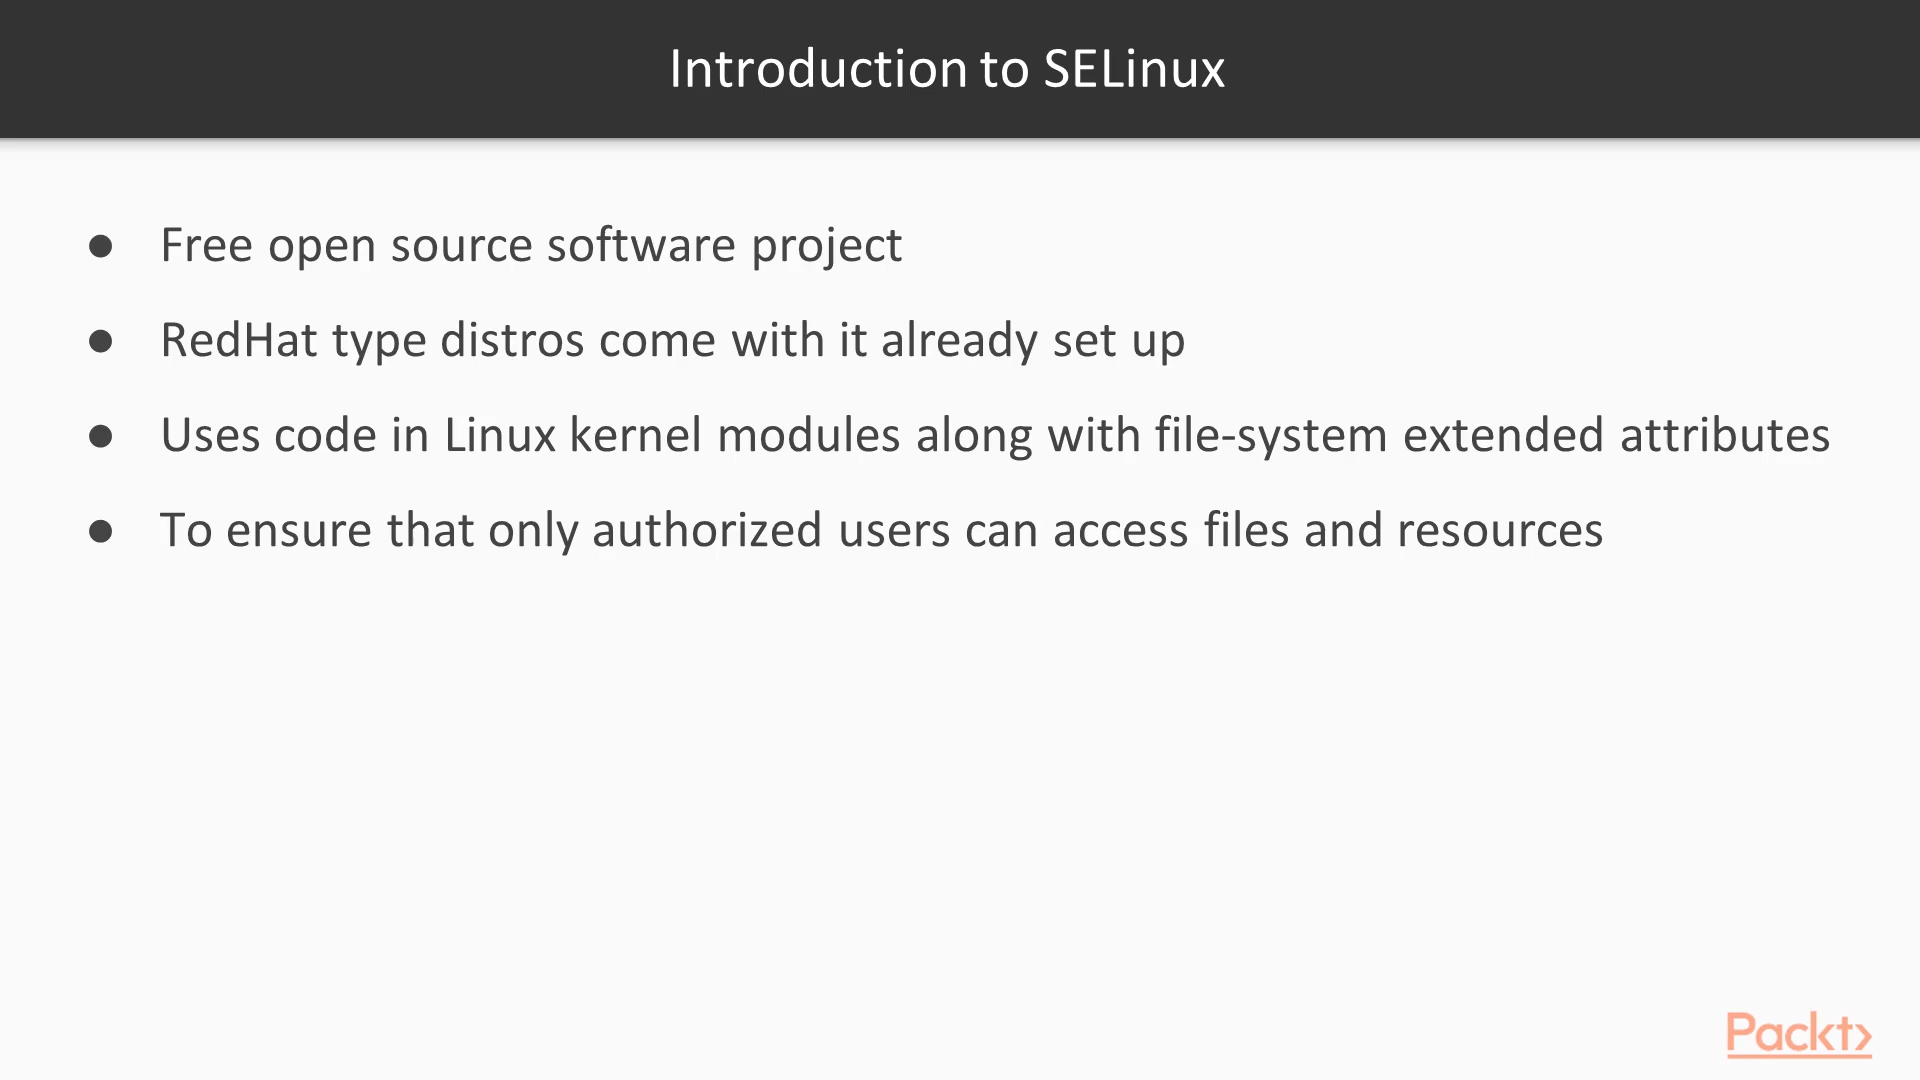 Introduction to SELinux
● Free open source software project
● RedHat type distros come with it already set up
● Uses code in Linux kernel modules along with file-system extended attributes
● To ensure that only authorized users can access files and resources
Packt>